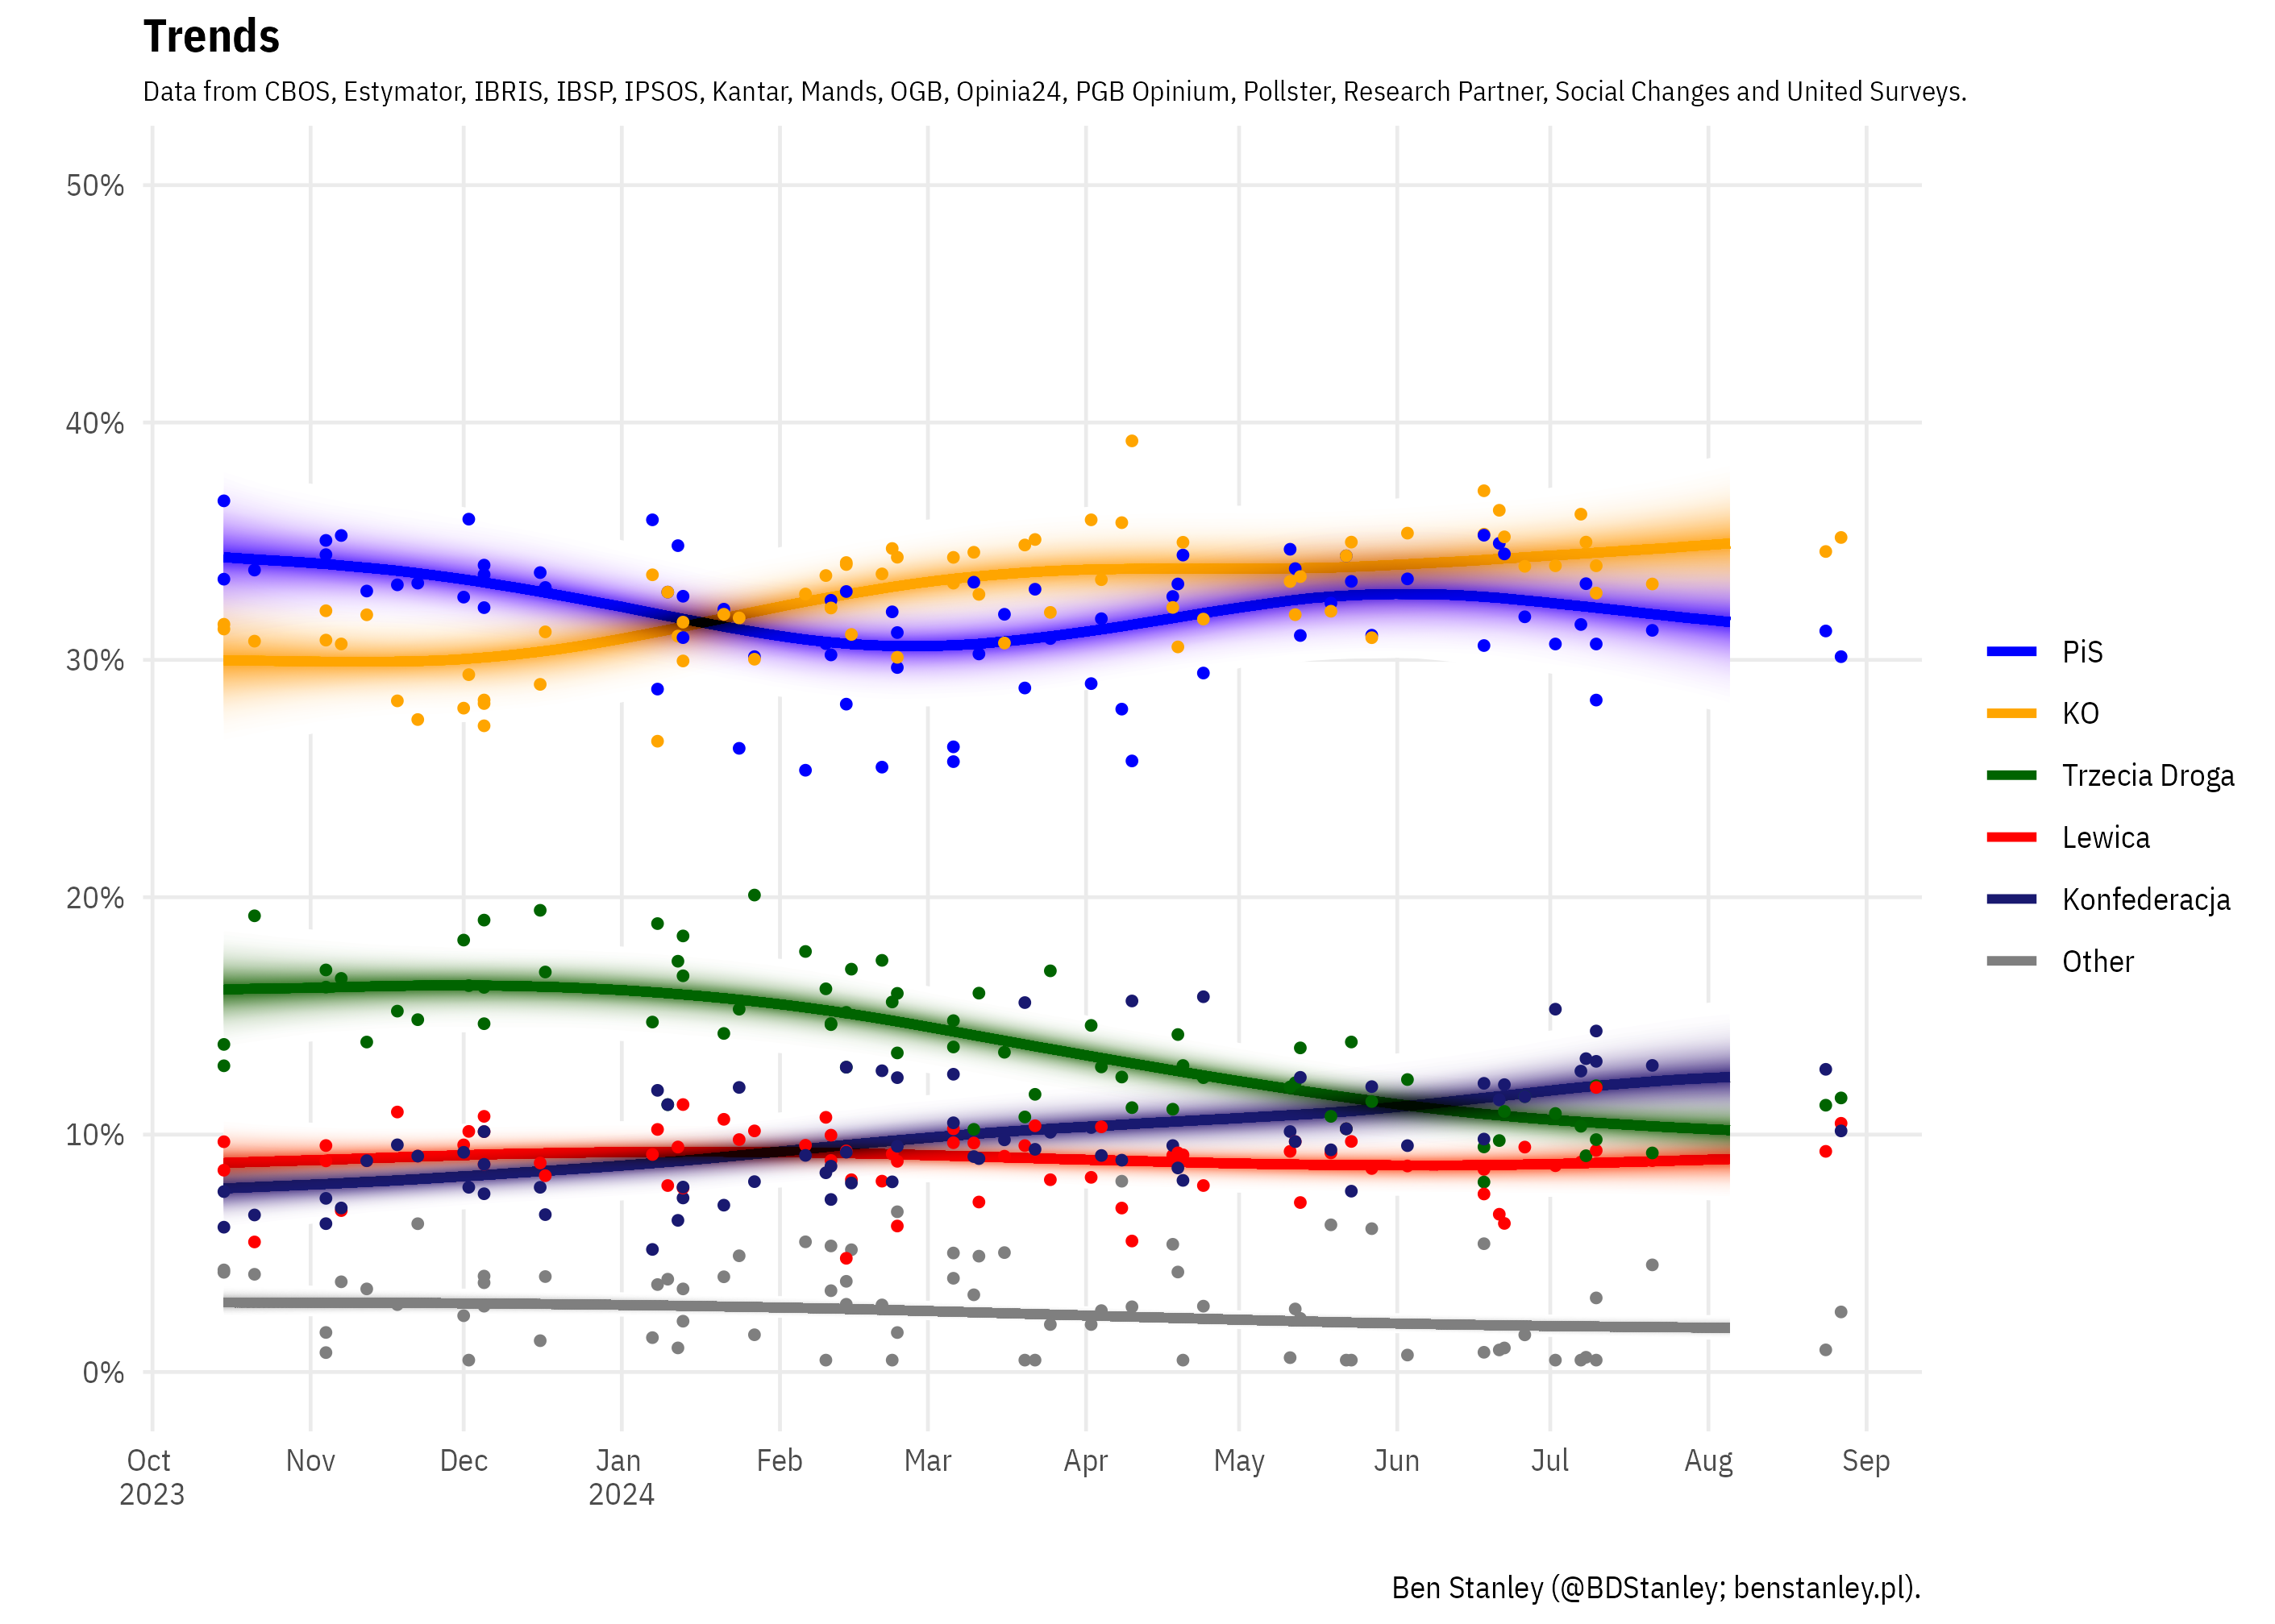 Trends
Data from CBOS, Estymator, IBRIS, IBSP, IPSOS, Kantar, Mands, OGB, Opinia24, PGB Opinium, Pollster, Research Partner, Social Changes and United Surveys.
50%
40%
30%
20%
10%
0%
Oct Nov Dec Jan Feb Mar Apr May Jun Jul Aug Sep
2023 2024
PiS
KO
Trzecia Droga
Lewica
Konfederacja
Other
Ben Stanley (@BDStanley; benstanley.pl).